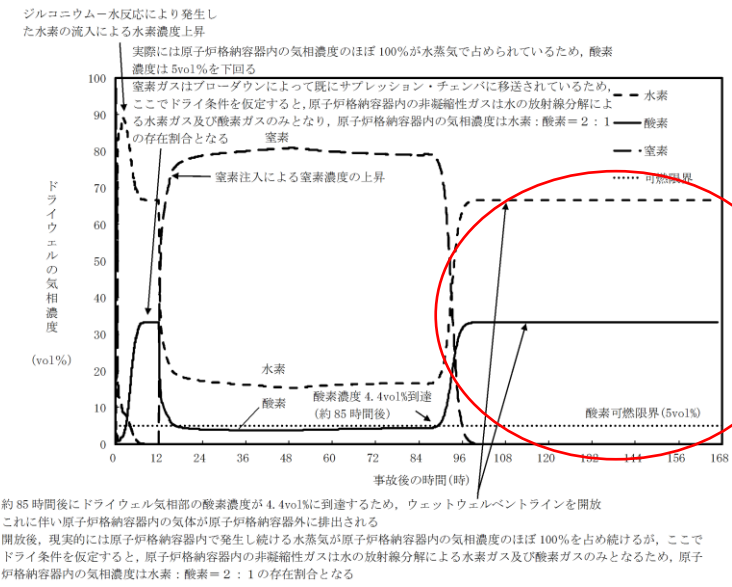 ジルコニウム－水反応により発生し
た水素の流入による水素濃度上昇
実際には原子炉格納容器内の気相濃度のほぼ100%が水蒸気で占められているため，酸素
濃度は5vol%を下回る
窒素ガスはブローダウンによって既にサプレッション・チェンバに移送されているため，
ここでドライ条件を仮定すると，原子炉格納容器内の非凝縮性ガスは水の放射線分解によ
る水素ガス及び酸素ガスのみとなり，原子炉格納容器内の気相濃度は水素：酸素＝2：1
の存在割合となる
水素
酸素
窒素
可燃限界
窒素
窒素注入による窒素濃度の上昇
ドライウェルの気相濃度
(vol%)
100
90
80
70
60
50
40
30
20
10
0
水素
酸素
酸素濃度4.4vol%到達
(約85時間後)
酸素可燃限界(5vol%)
0 12 24 36 48 60 72 84 96 108 120 132 144 156 168
事故後の時間(時)
約85時間後にドライウェル気相部の酸素濃度が4.4vol%に到達するため，ウェットウェルベントラインを開放
これに伴い原子炉格納容器内の気体が原子炉格納容器外に排出される
開放後，現実的には原子炉格納容器内で発生し続ける水蒸気が原子炉格納容器内の気相濃度のほぼ100%を占め続けるが，ここで
ドライ条件を仮定すると，原子炉格納容器内の非凝縮性ガスは水の放射線分解による水素ガス及び酸素ガスのみとなるため，原子
炉格納容器内の気相濃度は水素：酸素＝2：1の存在割合となる